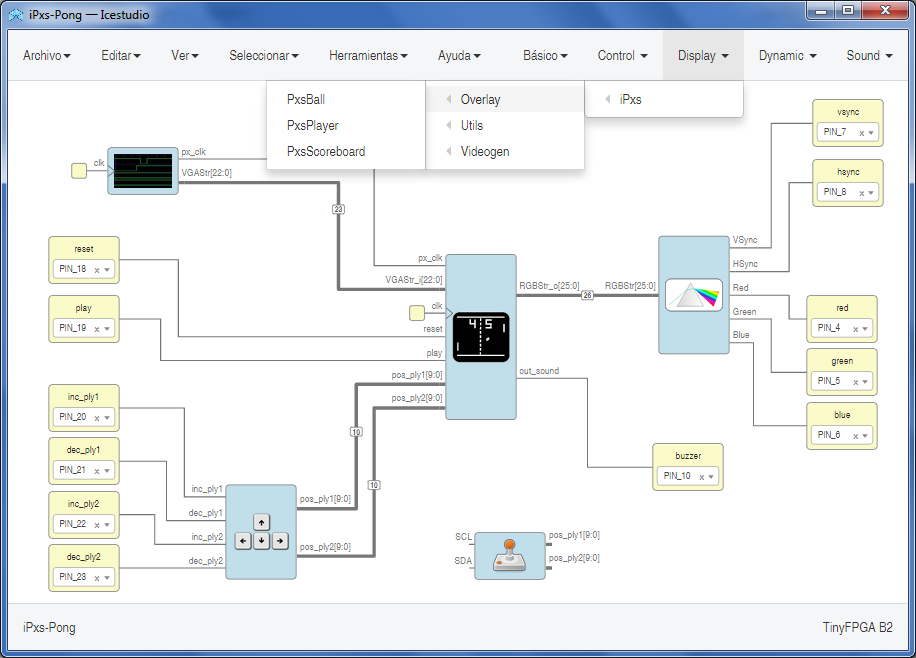 iPxs-Pong — Icestudio
Archivo Editar Ver Seleccionar Herramientas Ayuda Básico Control Display Dynamic Sound
PxsBall Overlay iPxs
PxsPlayer Utils
PxsScoreboard Videogen
vsync
PIN_7 x
clk px_clk
VGAStr[22:0]
hsync
PIN_8 x
23
reset
PIN_18 x
VSync
HSync
px_clk
VGAStr_i[22:0]
RGBStr_o[25:0] 26 RGBStr[25:0]
Red
play
PIN_19 x
clk
reset
4 5
Green
red
PIN_4 x
Blue
play
green
PIN_5 x
pos_ply1[9:0]
out_sound
pos_ply2[9:0]
inc_ply1
PIN_20 x
blue
PIN_6 x
10
dec_ply1
PIN_21 x
buzzer
PIN_10 x
10
inc_ply1 pos_ply1[9:0]
inc_ply2
PIN_22 x
dec_ply1
inc_ply2 pos_ply2[9:0]
dec_ply2
SCL pos_ply1[9:0]
SDA pos_ply2[9:0]
dec_ply2
PIN_23 x
iPxs-Pong TinyFPGA B2